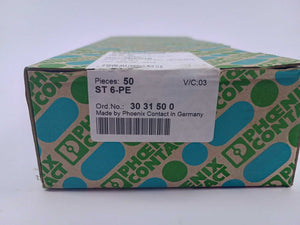 Pieces: 50
V/C:03
ST 6-PE
Ord.No.: 30 31 50 0
Made by Phoenix Contact in Germany
PHOENIX
CONTACT
PHOENIX
CONTACT